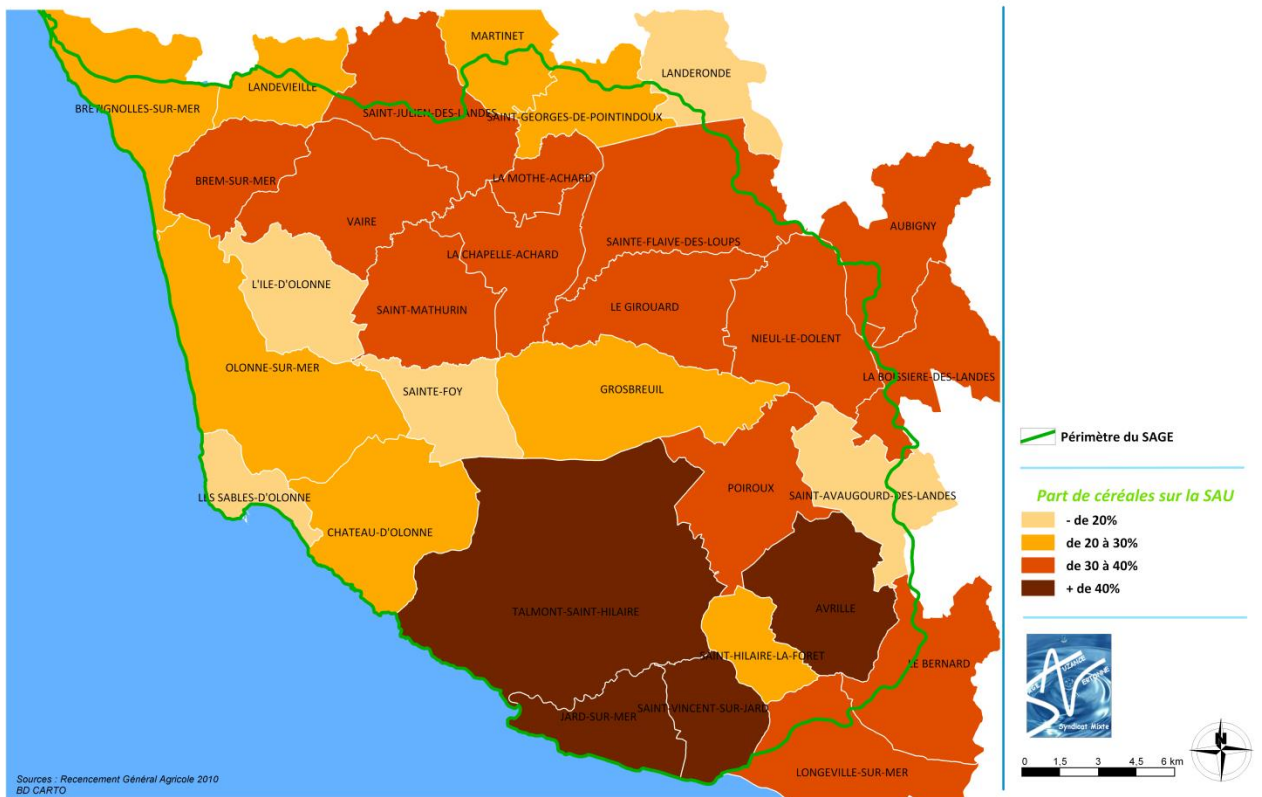 MARTINET
LANDERONDE
LANDEVIEILLE
BRETIGNOLLES-SUR-MER
SAINT-JULIEN-DES-LANDES
SAINT-GEORGES-DE-POINTINDOUX
LA MOTHE-ACHARD
BREM-SUR-MER
VAIRE
AUBIGNY
SAINTE-FLAIVE-DES-LOUPS
LA CHAPELLE-ACHARD
L'ILE-D'OLONNE
SAINT-MATHURIN
LE GIROUARD
NIEUL-LE-DOLENT
OLONNE-SUR-MER
LA BOISSIERE-DES-LANDES
SAINTE-FOY
GROSBREUIL
POIROUX
LES SABLES-D'OLONNE
SAINT-AVAUGOURD-DES-LANDES
CHATEAU-D'OLONNE
TALMONT-SAINT-HILAIRE
AVRILLE
SAINT-HILAIRE-LA-FORET
LE BERNARD
SAINT-VINCENT-SUR-JARD
JARD-SUR-MER
LONGEVILLE-SUR-MER
Sources : Recencement Général Agricole 2010
BD CARTO
Périmètre du SAGE
Part de céréales sur la SAU
- de 20%
de 20 à 30%
de 30 à 40%
+ de 40%
Syndicat Mixte
N
0 1,5 3 4,5 6 km